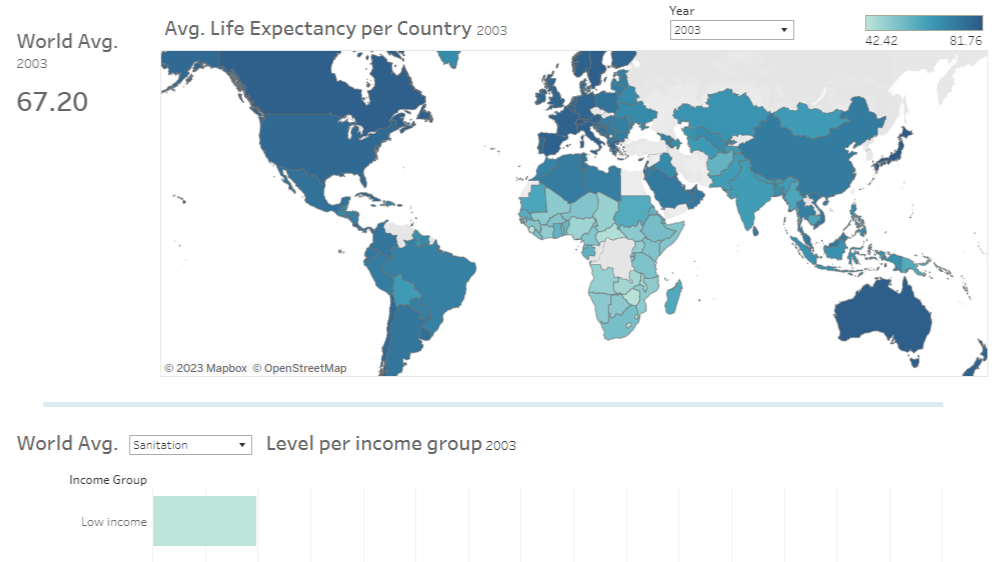 World Avg.
2003
67.20
Avg. Life Expectancy per Country 2003
Year
2003
42.42 81.76
© 2023 Mapbox © OpenStreetMap
World Avg. Sanitation Level per income group 2003
Income Group
Low income